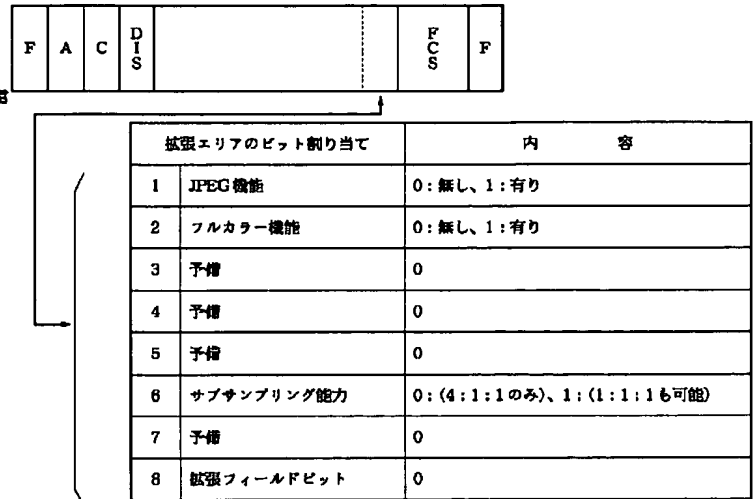 F A C DIS FCS F
拡張エリアのビット割り当て 内 容
1 JPEG機能 0：無し、1：有り
2 フルカラー機能 0：無し、1：有り
3 予備 0
4 予備 0
5 予備 0
6 サブサンプリング能力 0：(4：1：1のみ)、1：(1：1：1も可能)
7 予備 0
8 拡張フィールドビット 0